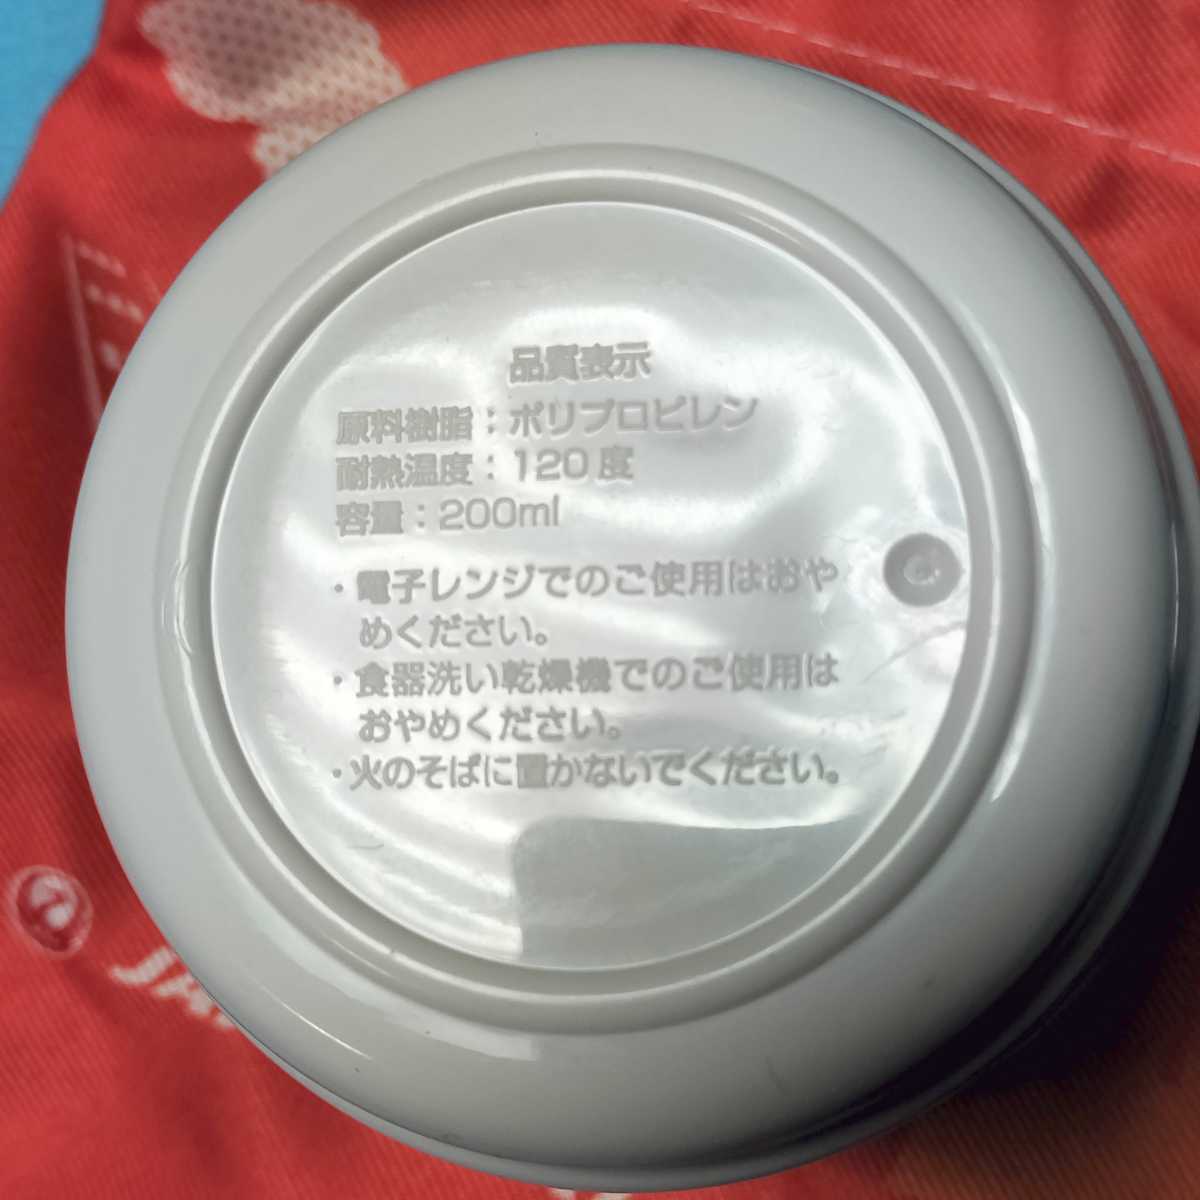 品質表示
原料樹脂：ポリプロピレン
耐熱温度：120度
容量：200ml
・電子レンジでのご使用はおや
めください。
・食器洗い乾燥機でのご使用は
おやめください。
・火のそばに置かないでください。